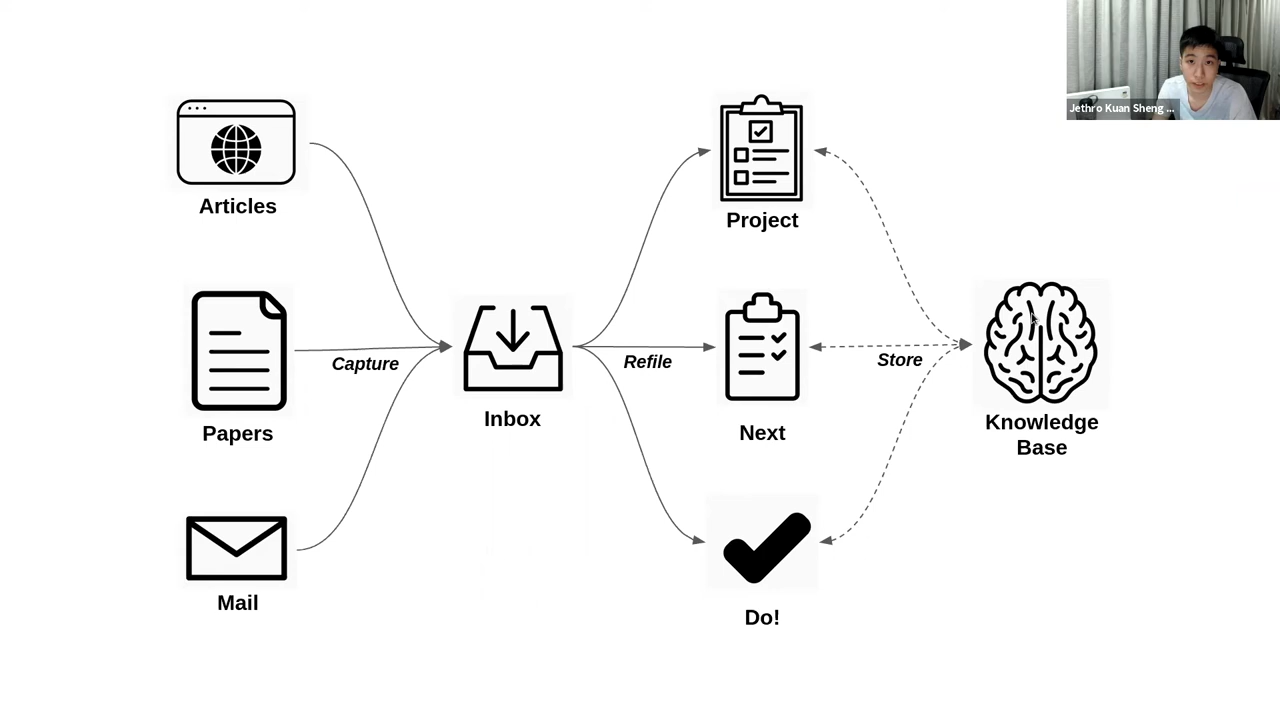 Jethro Kuan Sheng ...
Articles
Project
Papers
Capture
Inbox
Refile
Next
Store
Knowledge
Base
Mail
Do!